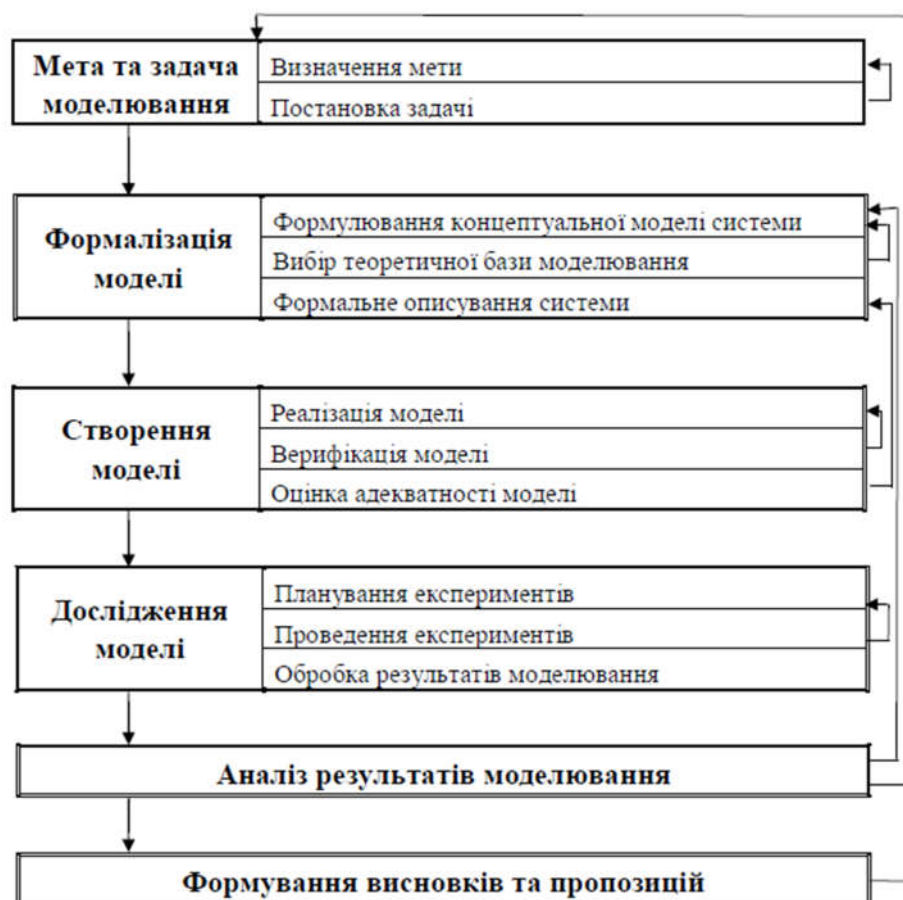 Мета та задача
моделювання
Визначення мети
Постановка задачі
Формалізація
моделі
Формулювання концептуальної моделі системи
Вибір теоретичної бази моделювання
Формальне описування системи
Створення
моделі
Реалізація моделі
Верифікація моделі
Оцінка адекватності моделі
Дослідження
моделі
Планування експериментів
Проведення експериментів
Обробка результатів моделювання
Аналіз результатів моделювання
Формування висновків та пропозицій